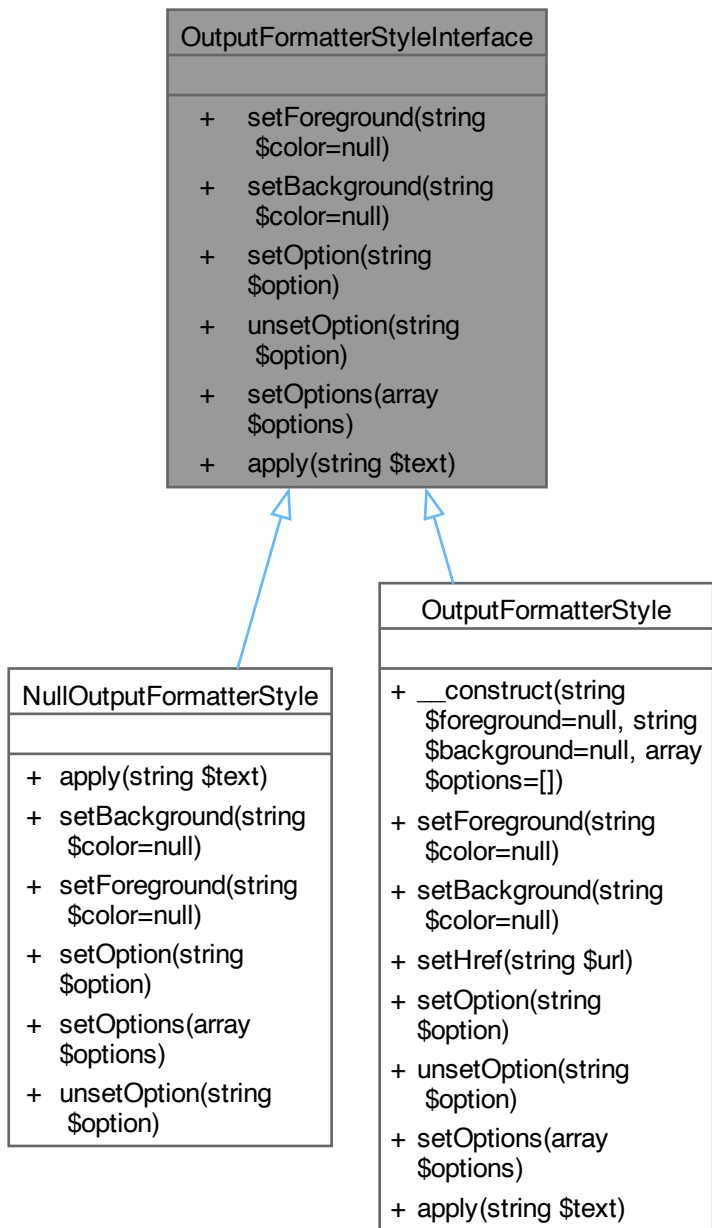 OutputFormatterStyleInterface
+ setForeground(string
$color=null)
+ setBackground(string
$color=null)
+ setOption(string
$option)
+ unsetOption(string
$option)
+ setOptions(array
$options)
+ apply(string $text)
NullOutputFormatterStyle
+ apply(string $text)
+ setBackground(string
$color=null)
+ setForeground(string
$color=null)
+ setOption(string
$option)
+ setOptions(array
$options)
+ unsetOption(string
$option)
OutputFormatterStyle
+ __construct(string
$foreground=null, string
$background=null, array
$options=[])
+ setForeground(string
$color=null)
+ setBackground(string
$color=null)
+ setHref(string $url)
+ setOption(string
$option)
+ unsetOption(string
$option)
+ setOptions(array
$options)
+ apply(string $text)